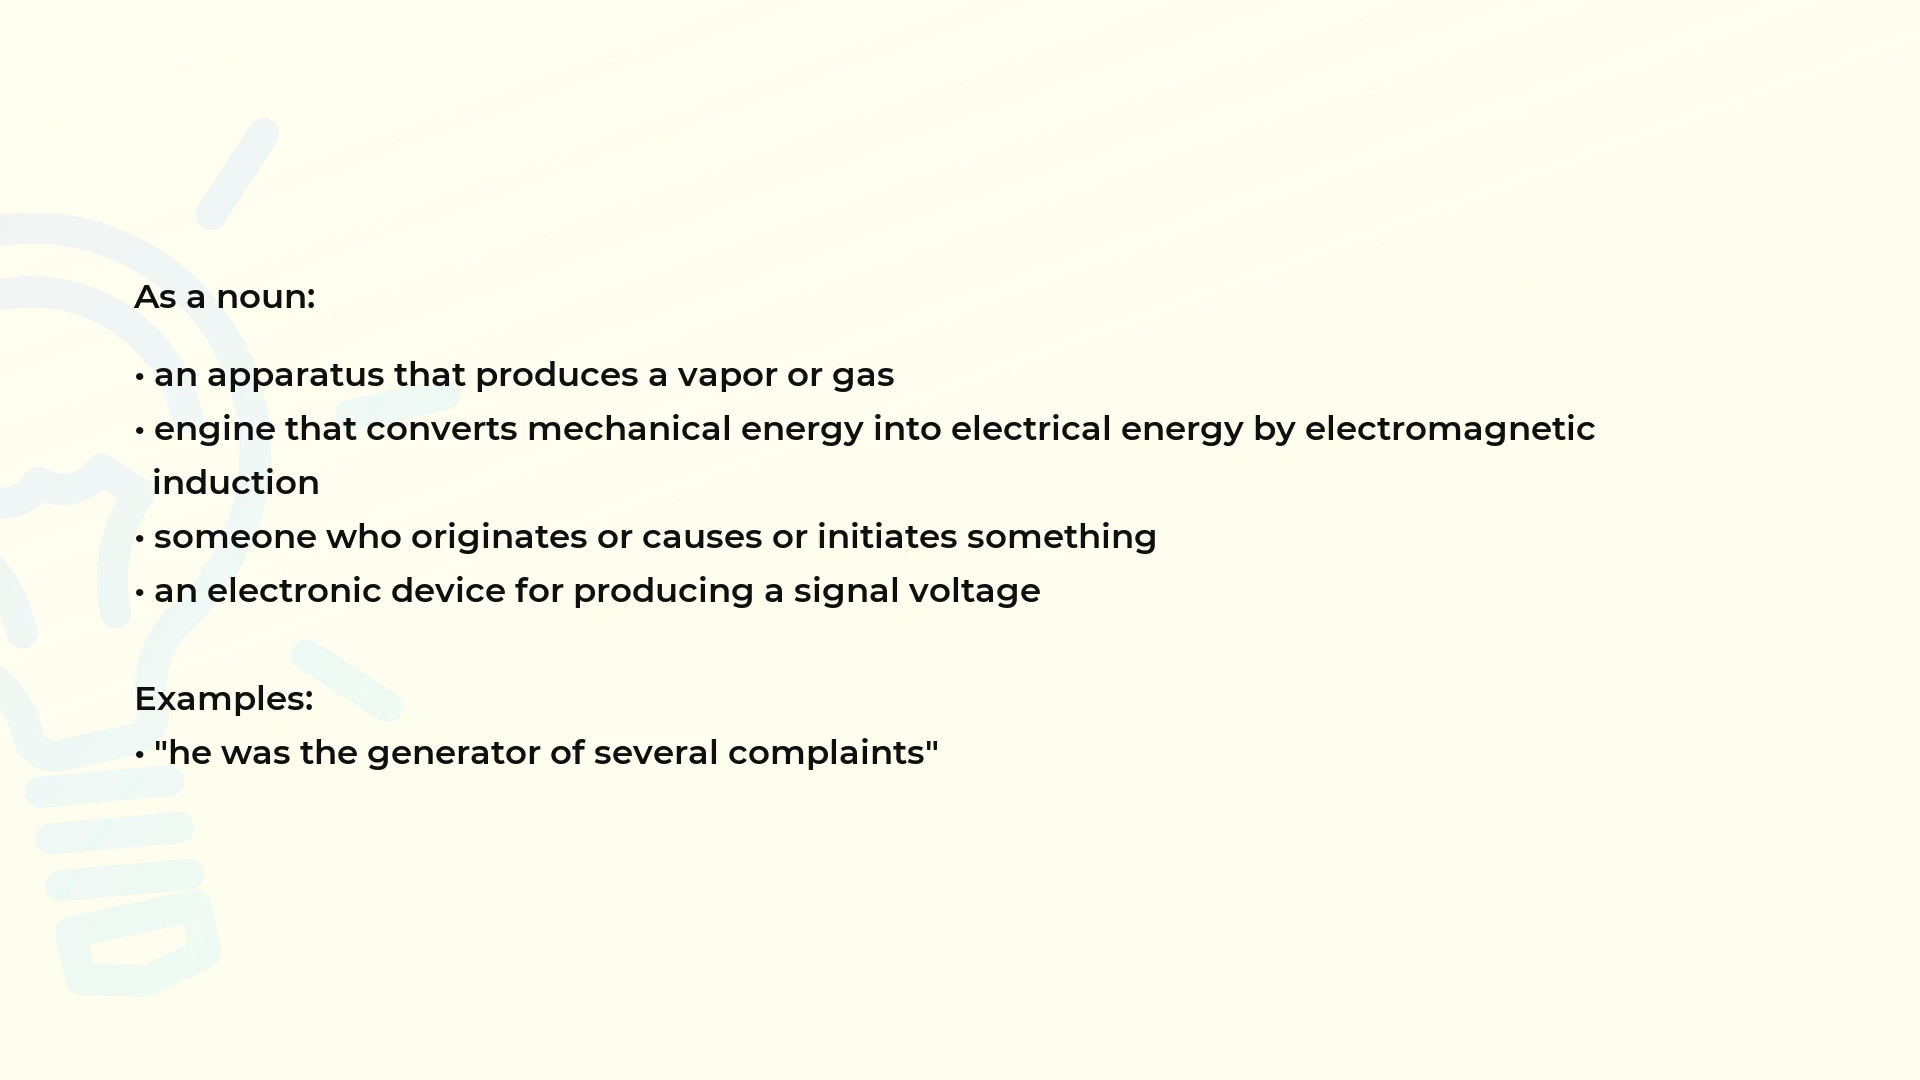 As a noun:
• an apparatus that produces a vapor or gas
• engine that converts mechanical energy into electrical energy by electromagnetic
induction
• someone who originates or causes or initiates something
• an electronic device for producing a signal voltage
Examples:
• "he was the generator of several complaints"